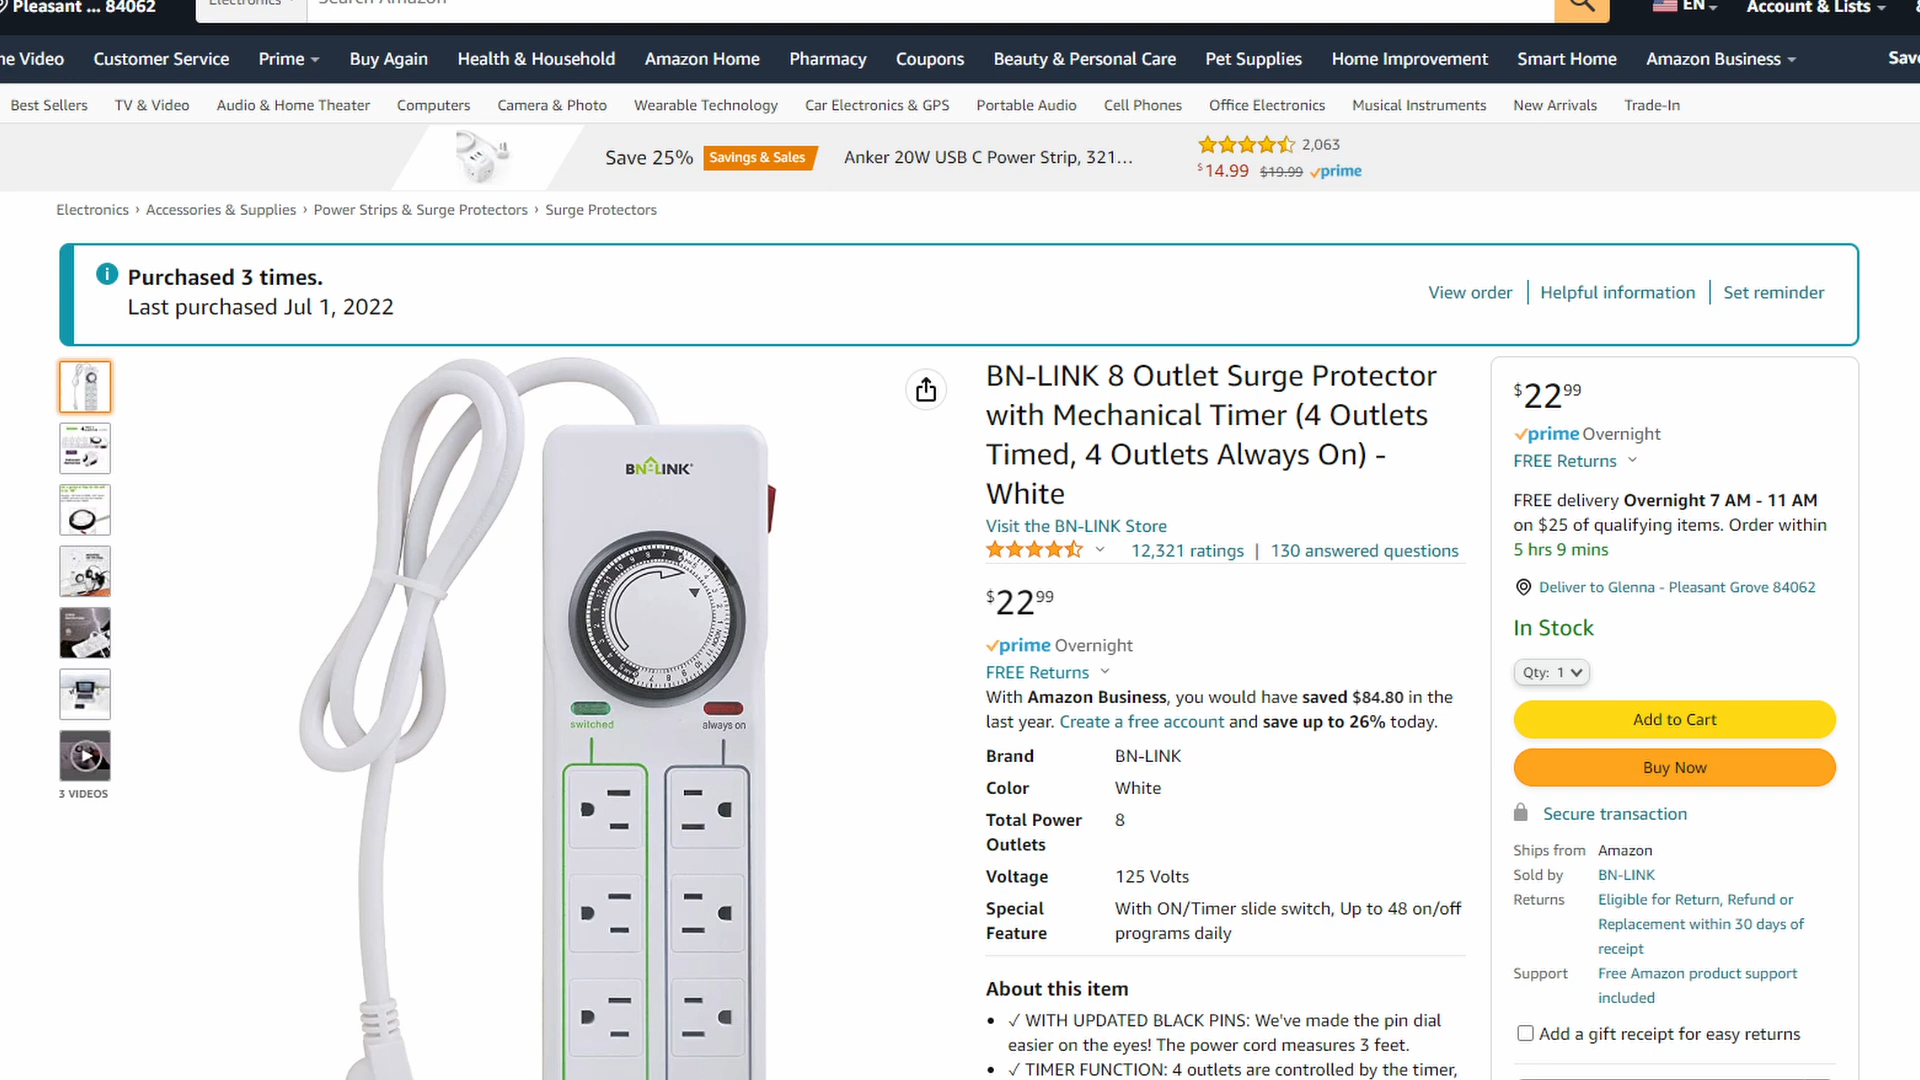 Pleasant ... 84062
Electronics
Search Amazon
EN
Account & Lists
ne Video Customer Service Prime Buy Again Health & Household Amazon Home Pharmacy Coupons Beauty & Personal Care Pet Supplies Home Improvement Smart Home Amazon Business Save
Best Sellers TV & Video Audio & Home Theater Computers Camera & Photo Wearable Technology Car Electronics & GPS Portable Audio Cell Phones Office Electronics Musical Instruments New Arrivals Trade-In
Save 25% Savings & Sales Anker 20W USB C Power Strip, 321...
2,063
$14.99 $19.99 prime
Electronics › Accessories & Supplies › Power Strips & Surge Protectors › Surge Protectors
Purchased 3 times.
Last purchased Jul 1, 2022
View order | Helpful information | Set reminder
3 VIDEOS
BN-LINK
switched
always on
BN-LINK 8 Outlet Surge Protector
with Mechanical Timer (4 Outlets
Timed, 4 Outlets Always On) -
White
Visit the BN-LINK Store
12,321 ratings | 130 answered questions
$22 99
prime Overnight
FREE Returns
With Amazon Business, you would have saved $84.80 in the
last year. Create a free account and save up to 26% today.
Brand BN-LINK
Color White
Total Power 8
Outlets
Voltage 125 Volts
Special With ON/Timer slide switch, Up to 48 on/off
Feature programs daily
About this item
• ✓ WITH UPDATED BLACK PINS: We've made the pin dial
easier on the eyes! The power cord measures 3 feet.
• ✓ TIMER FUNCTION: 4 outlets are controlled by the timer,
$22 99
prime Overnight
FREE Returns
FREE delivery Overnight 7 AM - 11 AM
on $25 of qualifying items. Order within
5 hrs 9 mins
Deliver to Glenna - Pleasant Grove 84062
In Stock
Qty: 1
Add to Cart
Buy Now
Secure transaction
Ships from Amazon
Sold by BN-LINK
Returns Eligible for Return, Refund or
Replacement within 30 days of
receipt
Support Free Amazon product support
included
Add a gift receipt for easy returns